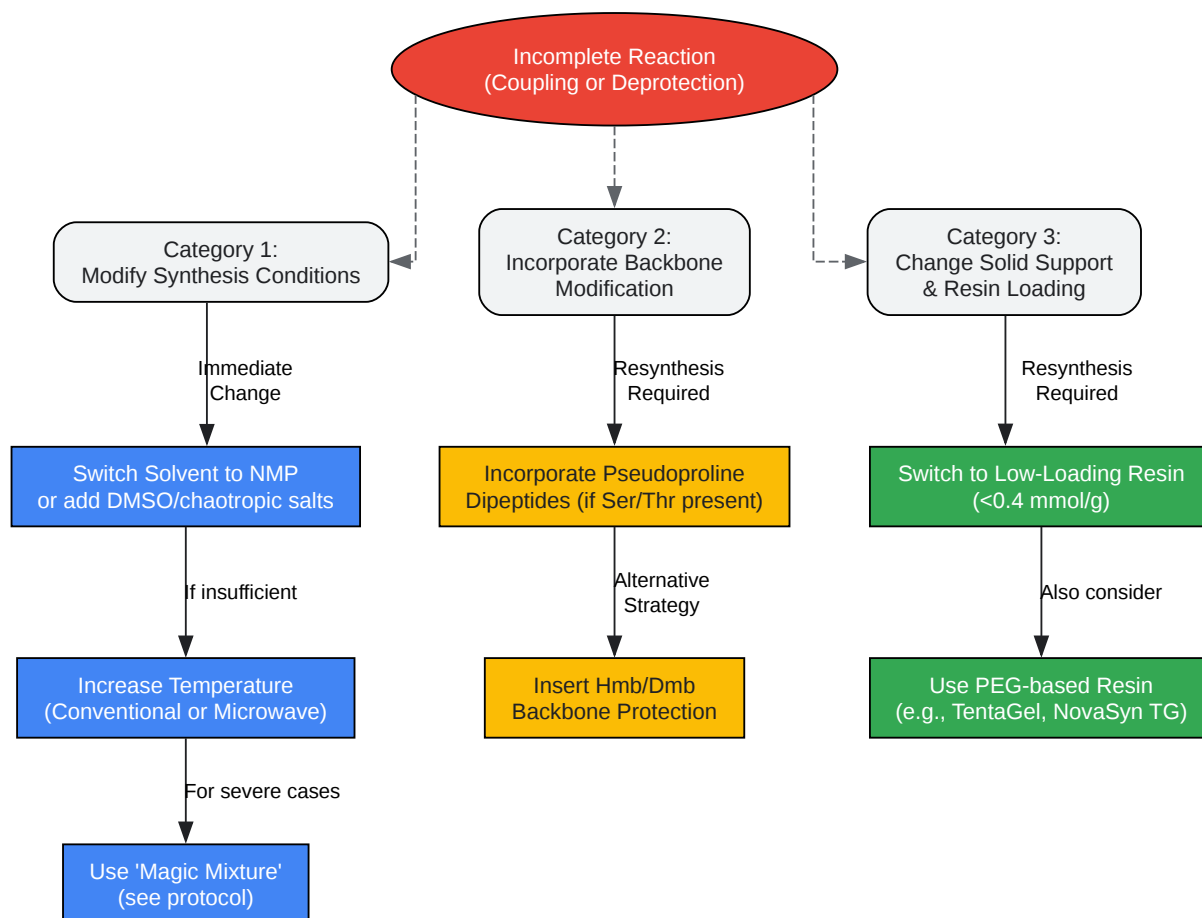 Incomplete Reaction
(Coupling or Deprotection)
Category 1:
Modify Synthesis Conditions
Category 2:
Incorporate Backbone
Modification
Category 3:
Change Solid Support
& Resin Loading
Immediate
Change
Resynthesis
Required
Resynthesis
Required
Switch Solvent to NMP
or add DMSO/chaotropic salts
Incorporate Pseudoproline
Dipeptides (if Ser/Thr present)
Switch to Low-Loading Resin
(<0.4 mmol/g)
If insufficient
Alternative
Strategy
Also consider
Increase Temperature
(Conventional or Microwave)
Insert Hmb/Dmb
Backbone Protection
Use PEG-based Resin
(e.g., TentaGel, NovaSyn TG)
For severe cases
Use 'Magic Mixture'
(see protocol)